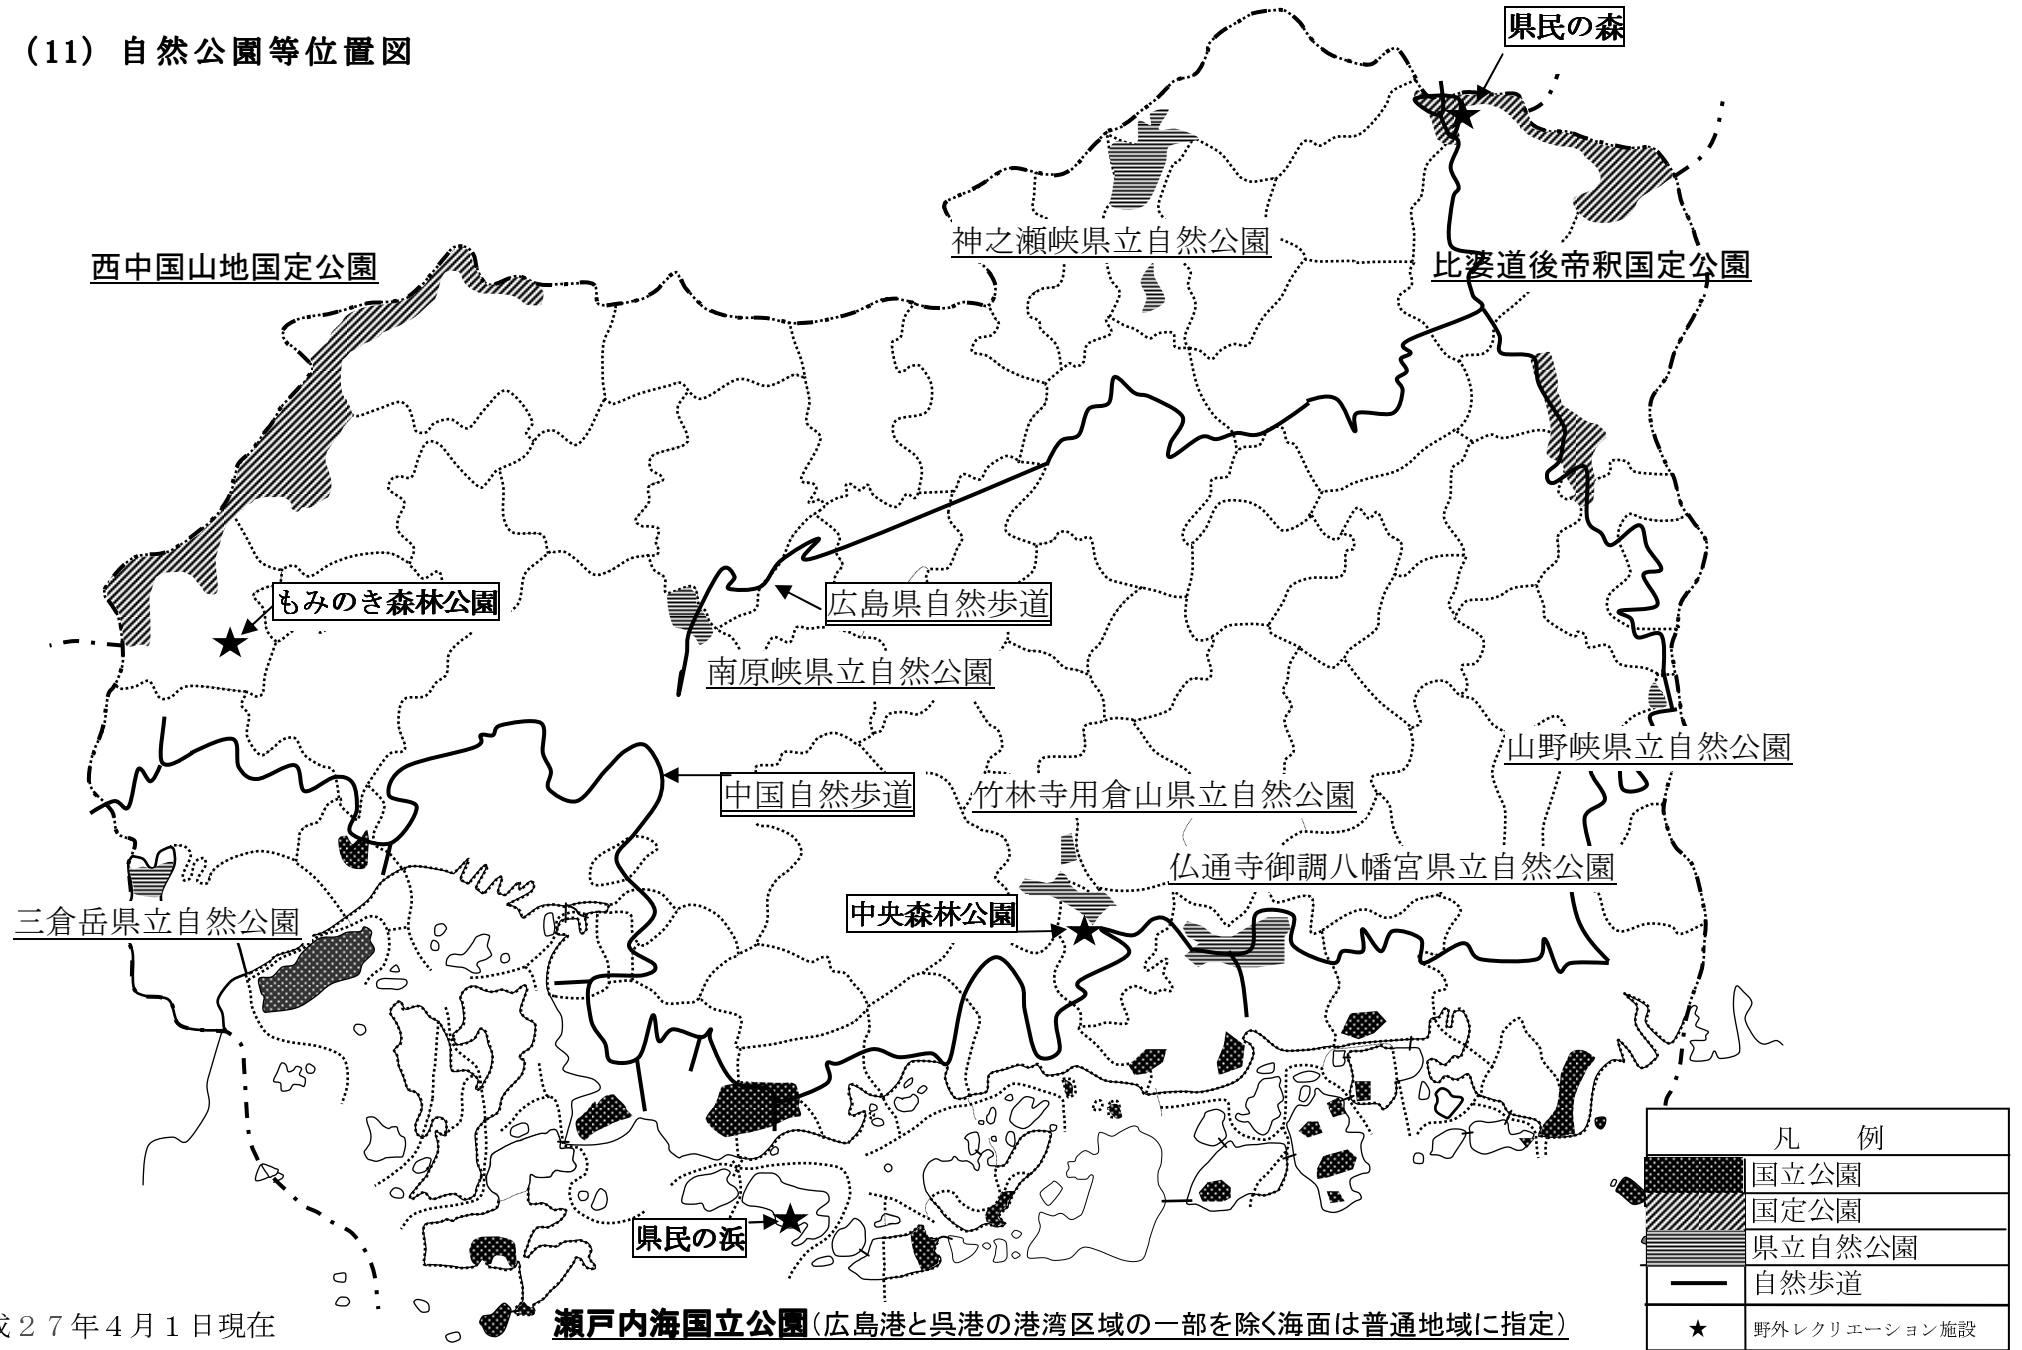 (11) 自然公園等位置図
県民の森
神之瀬峡県立自然公園
西中国山地国定公園
比婆道後帝釈国定公園
もみのき森林公園
広島県自然歩道
南原峡県立自然公園
山野峡県立自然公園
中国自然歩道
竹林寺用倉山県立自然公園
仏通寺御調八幡宮県立自然公園
中央森林公園
三倉岳県立自然公園
県民の浜
凡 例
国立公園
国定公園
県立自然公園
自然歩道
★ 野外レクリエーション施設
瀬戸内海国立公園(広島港と呉港の港湾区域の一部を除く海面は普通地域に指定)
成27年4月1日現在